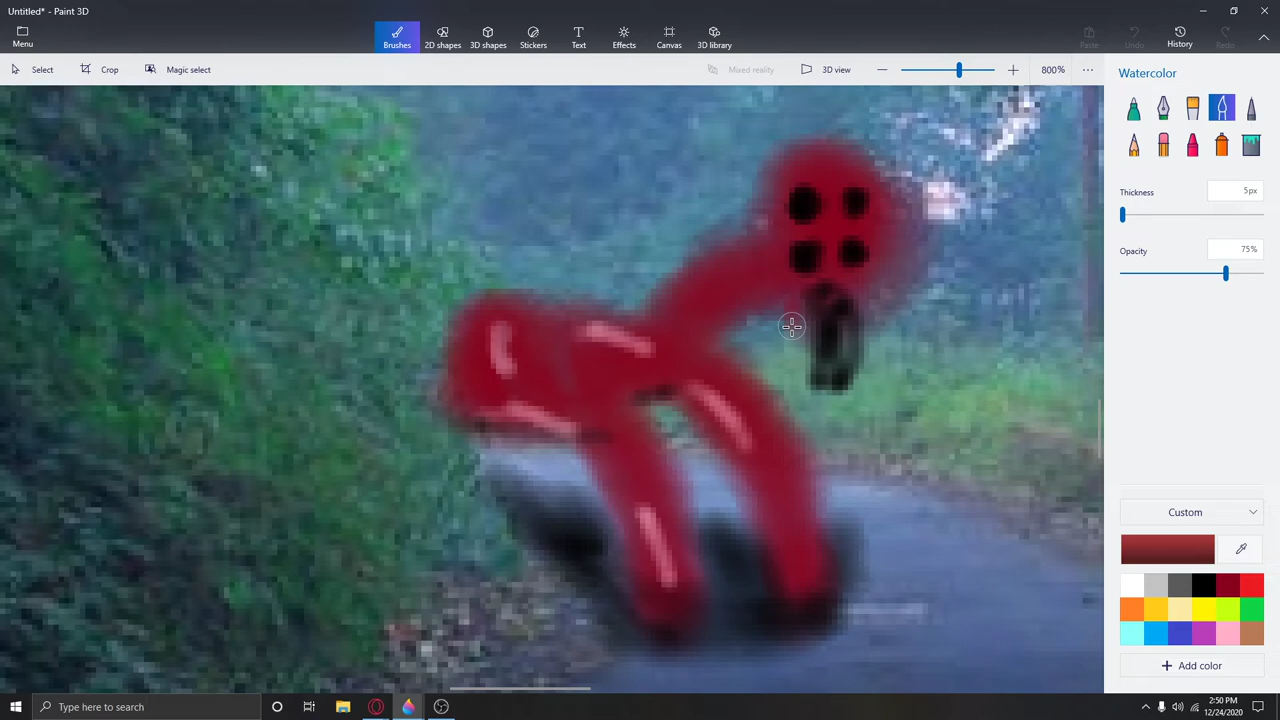 Untitled* - Paint 3D
Menu
Brushes
2D shapes
3D shapes
Stickers
Text
Effects
Canvas
3D library
Paste
Undo
History
Redo
Select
Crop
Magic select
Mixed reality
3D view
800%
Watercolor
Thickness
5px
Opacity
75%
Custom
Add color
Type here to search
2:50 PM
12/24/2020